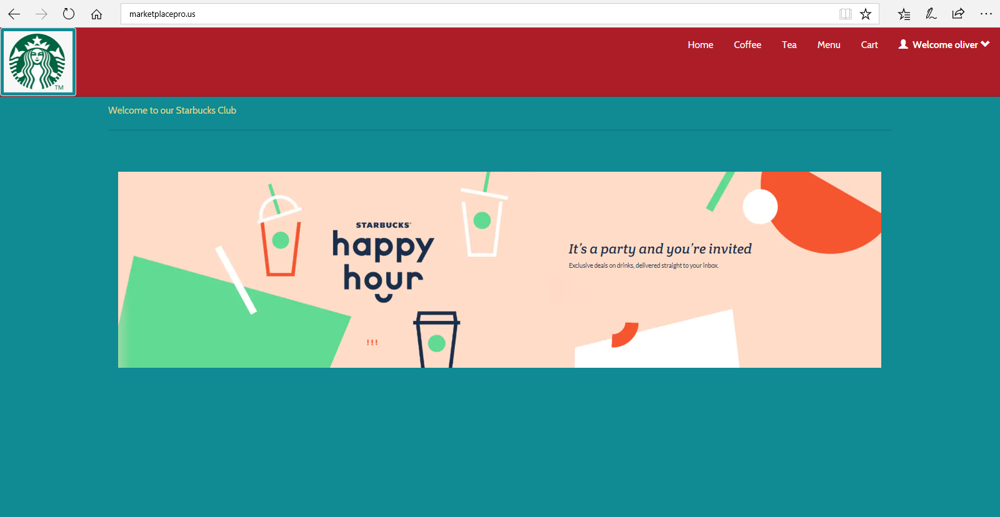 marketplacepro.us
TM
Home Coffee Tea Menu Cart Welcome oliver
Welcome to our Starbucks Club
STARBUCKS®
happy
hour
It's a party and you're invited
Exclusive deals on drinks, delivered straight to your inbox.
!!!